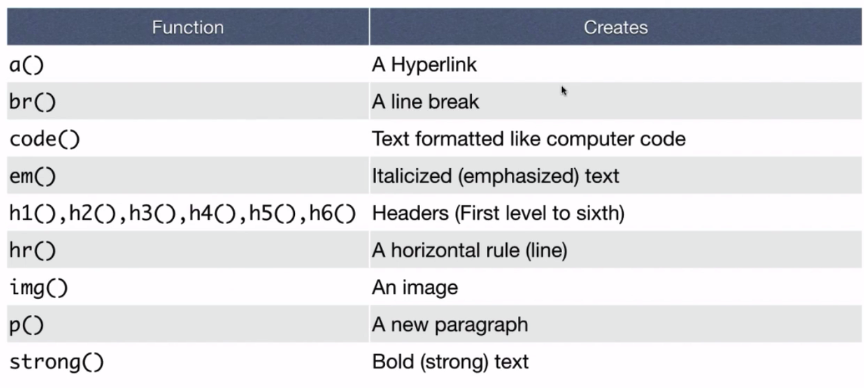 Function Creates
a() A Hyperlink
br() A line break
code() Text formatted like computer code
em() Italicized (emphasized) text
h1(),h2(),h3(),h4(),h5(),h6() Headers (First level to sixth)
hr() A horizontal rule (line)
img() An image
p() A new paragraph
strong() Bold (strong) text